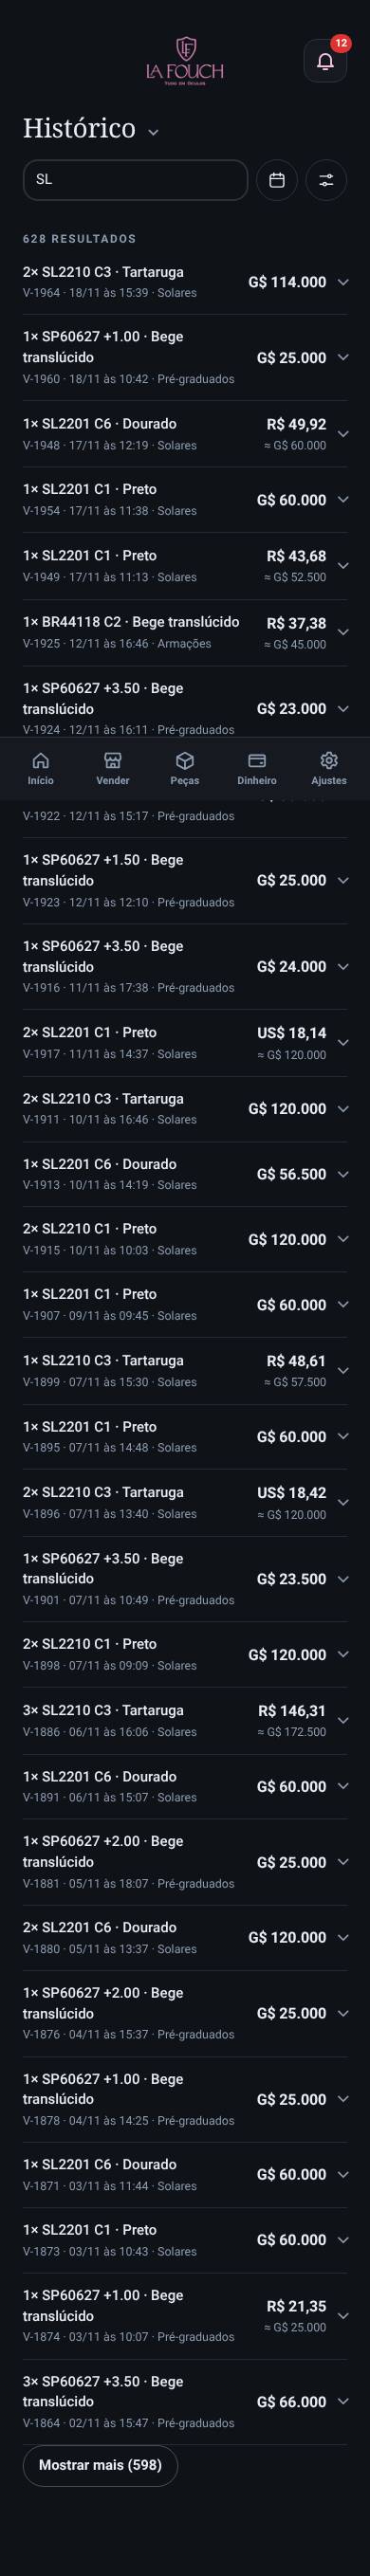 12
LA FOUCH
Histórico
SL
628 RESULTADOS
2× SL2210 C3 · Tartaruga
G$ 114.000
V-1964 · 18/11 às 15:39 · Solares
1× SP60627 +1.00 · Bege
translúcido
G$ 25.000
V-1960 · 18/11 às 10:42 · Pré-graduados
1× SL2201 C6 · Dourado
R$ 49,92
V-1948 · 17/11 às 12:19 · Solares
≈ G$ 60.000
1× SL2201 C1 · Preto
G$ 60.000
V-1954 · 17/11 às 11:38 · Solares
1× SL2201 C1 · Preto
R$ 43,68
V-1949 · 17/11 às 11:13 · Solares
≈ G$ 52.500
1× BR44118 C2 · Bege translúcido
R$ 37,38
V-1925 · 12/11 às 16:46 · Armações
≈ G$ 45.000
1× SP60627 +3.50 · Bege
translúcido
G$ 23.000
V-1924 · 12/11 às 16:11 · Pré-graduados
Início
Vender
Peças
Dinheiro
Ajustes
V-1922 · 12/11 às 15:17 · Pré-graduados
1× SP60627 +1.50 · Bege
translúcido
G$ 25.000
V-1923 · 12/11 às 12:10 · Pré-graduados
1× SP60627 +3.50 · Bege
translúcido
G$ 24.000
V-1916 · 11/11 às 17:38 · Pré-graduados
2× SL2201 C1 · Preto
US$ 18,14
V-1917 · 11/11 às 14:37 · Solares
≈ G$ 120.000
2× SL2210 C3 · Tartaruga
G$ 120.000
V-1911 · 10/11 às 16:46 · Solares
1× SL2201 C6 · Dourado
G$ 56.500
V-1913 · 10/11 às 14:19 · Solares
2× SL2210 C1 · Preto
G$ 120.000
V-1915 · 10/11 às 10:03 · Solares
1× SL2201 C1 · Preto
G$ 60.000
V-1907 · 09/11 às 09:45 · Solares
1× SL2210 C3 · Tartaruga
R$ 48,61
V-1899 · 07/11 às 15:30 · Solares
≈ G$ 57.500
1× SL2201 C1 · Preto
G$ 60.000
V-1895 · 07/11 às 14:48 · Solares
2× SL2210 C3 · Tartaruga
US$ 18,42
V-1896 · 07/11 às 13:40 · Solares
≈ G$ 120.000
1× SP60627 +3.50 · Bege
translúcido
G$ 23.500
V-1901 · 07/11 às 10:49 · Pré-graduados
2× SL2210 C1 · Preto
G$ 120.000
V-1898 · 07/11 às 09:09 · Solares
3× SL2210 C3 · Tartaruga
R$ 146,31
V-1886 · 06/11 às 16:06 · Solares
≈ G$ 172.500
1× SL2201 C6 · Dourado
G$ 60.000
V-1891 · 06/11 às 15:07 · Solares
1× SP60627 +2.00 · Bege
translúcido
G$ 25.000
V-1881 · 05/11 às 18:07 · Pré-graduados
2× SL2201 C6 · Dourado
G$ 120.000
V-1880 · 05/11 às 13:37 · Solares
1× SP60627 +2.00 · Bege
translúcido
G$ 25.000
V-1876 · 04/11 às 15:37 · Pré-graduados
1× SP60627 +1.00 · Bege
translúcido
G$ 25.000
V-1878 · 04/11 às 14:25 · Pré-graduados
1× SL2201 C6 · Dourado
G$ 60.000
V-1871 · 03/11 às 11:44 · Solares
1× SL2201 C1 · Preto
G$ 60.000
V-1873 · 03/11 às 10:43 · Solares
1× SP60627 +1.00 · Bege
translúcido
R$ 21,35
V-1874 · 03/11 às 10:07 · Pré-graduados
≈ G$ 25.000
3× SP60627 +3.50 · Bege
translúcido
G$ 66.000
V-1864 · 02/11 às 15:47 · Pré-graduados
Mostrar mais (598)